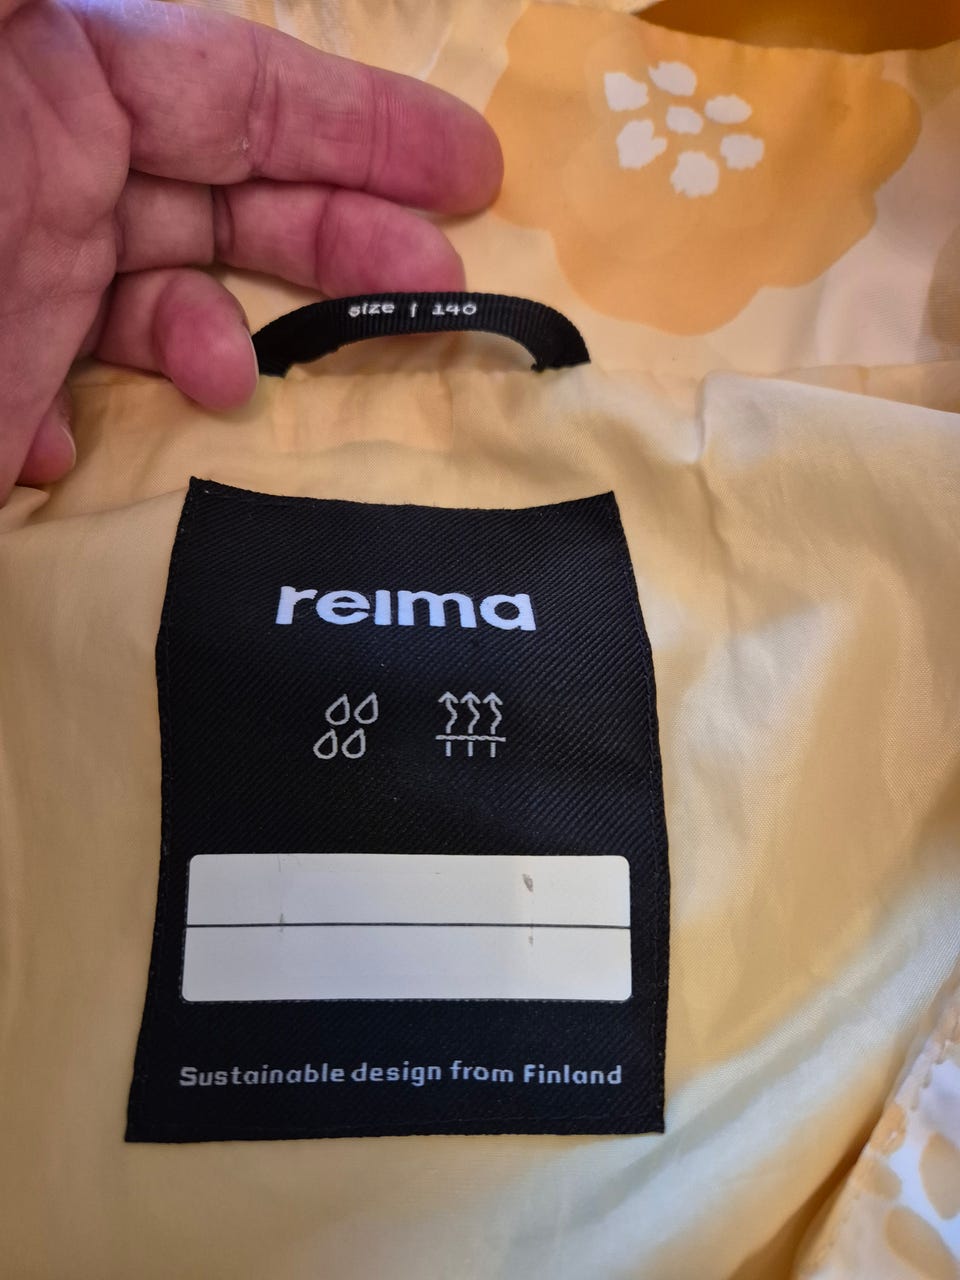 size | 140
reima
Sustainable design from Finland